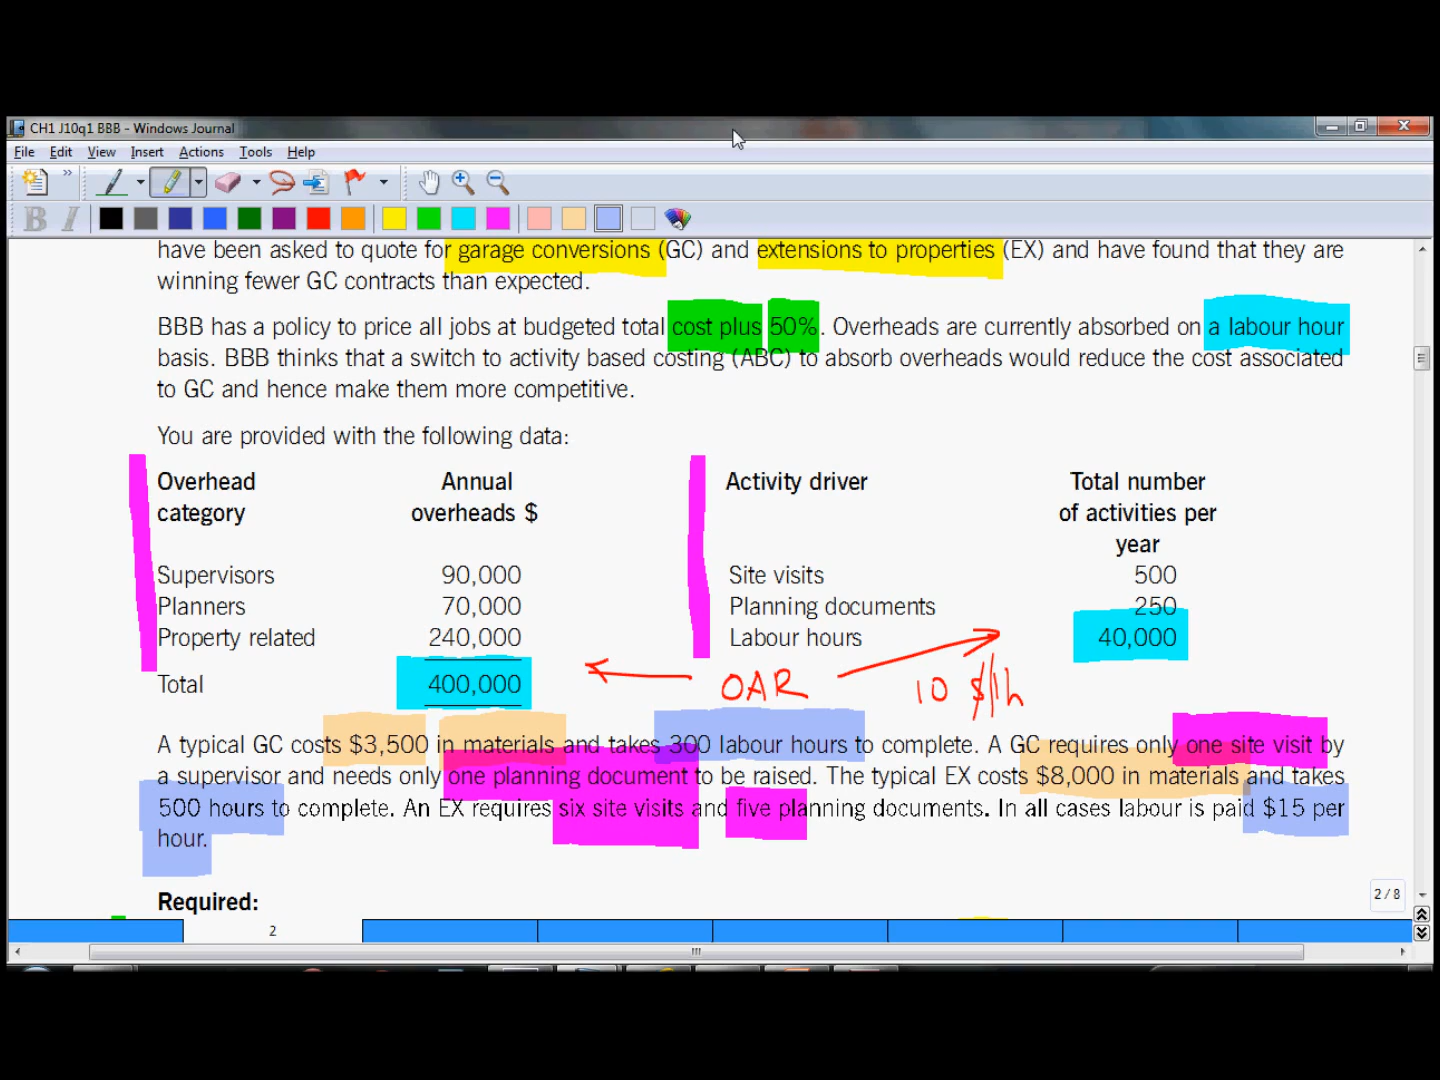 CH1 J10q1 BBB - Windows Journal
File Edit View Insert Actions Tools Help
B I
have been asked to quote for garage conversions (GC) and extensions to properties (EX) and have found that they are
winning fewer GC contracts than expected.
BBB has a policy to price all jobs at budgeted total cost plus 50%. Overheads are currently absorbed on a labour hour
basis. BBB thinks that a switch to activity based costing (ABC) to absorb overheads would reduce the cost associated
to GC and hence make them more competitive.
You are provided with the following data:
Overhead Annual Activity driver Total number
category overheads $ of activities per
year
Supervisors 90,000 Site visits 500
Planners 70,000 Planning documents 250
Property related 240,000 Labour hours 40,000
Total 400,000 OAR 10 $/lh
A typical GC costs $3,500 in materials and takes 300 labour hours to complete. A GC requires only one site visit by
a supervisor and needs only one planning document to be raised. The typical EX costs $8,000 in materials and takes
500 hours to complete. An EX requires six site visits and five planning documents. In all cases labour is paid $15 per
hour.
Required:
2/8
2